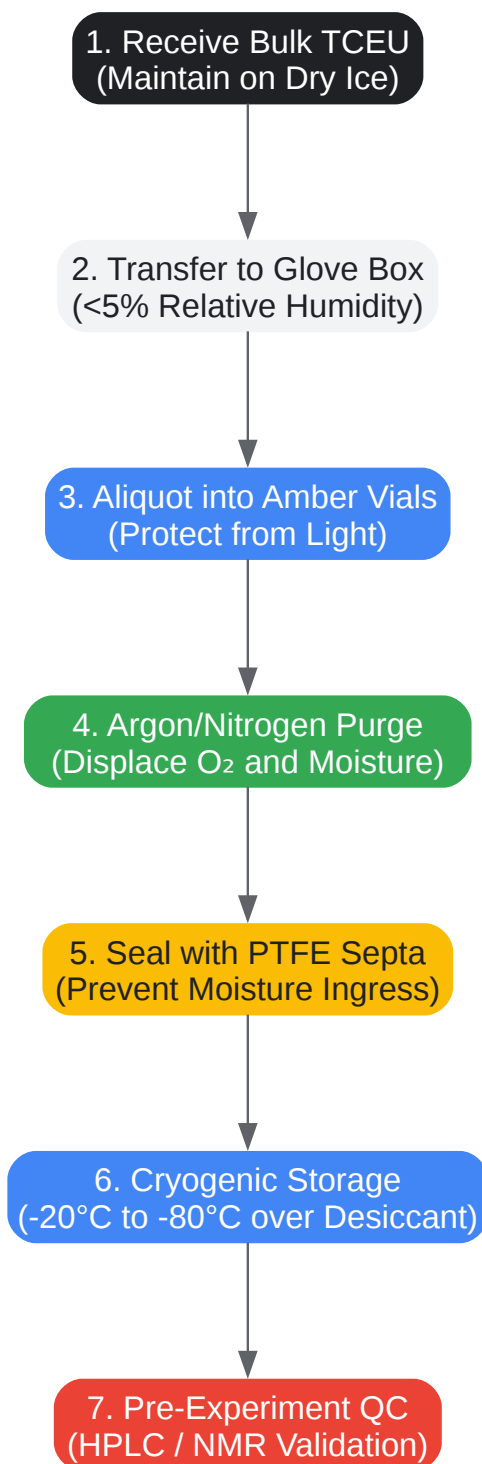 1. Receive Bulk TCEU
(Maintain on Dry Ice)
2. Transfer to Glove Box
(<5% Relative Humidity)
3. Aliquot into Amber Vials
(Protect from Light)
4. Argon/Nitrogen Purge
(Displace O₂ and Moisture)
5. Seal with PTFE Septa
(Prevent Moisture Ingress)
6. Cryogenic Storage
(-20°C to -80°C over Desiccant)
7. Pre-Experiment QC
(HPLC / NMR Validation)